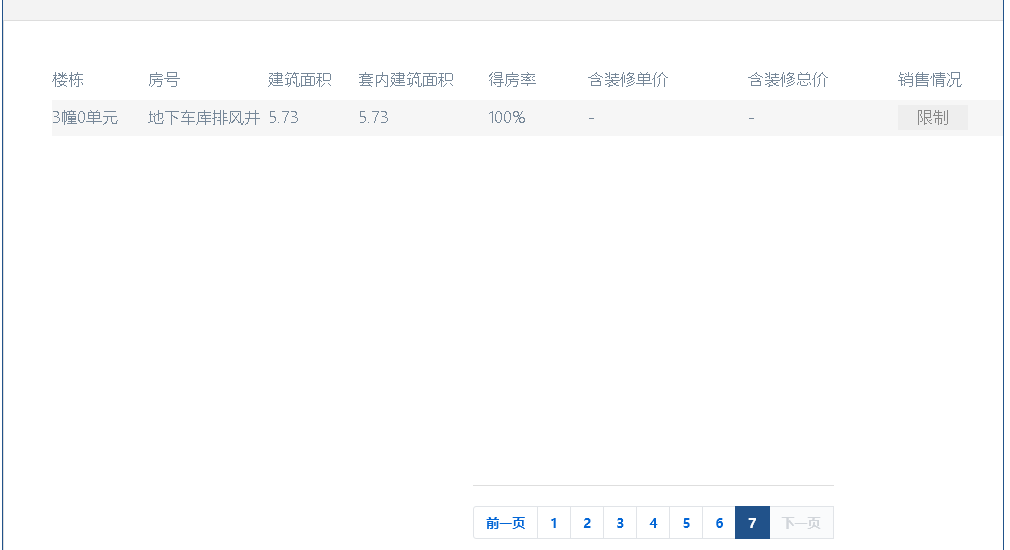 楼栋 房号 建筑面积 套内建筑面积 得房率 含装修单价 含装修总价 销售情况
3幢0单元 地下车库排风井 5.73 5.73 100% - - 限制
前一页 1 2 3 4 5 6 7 下一页